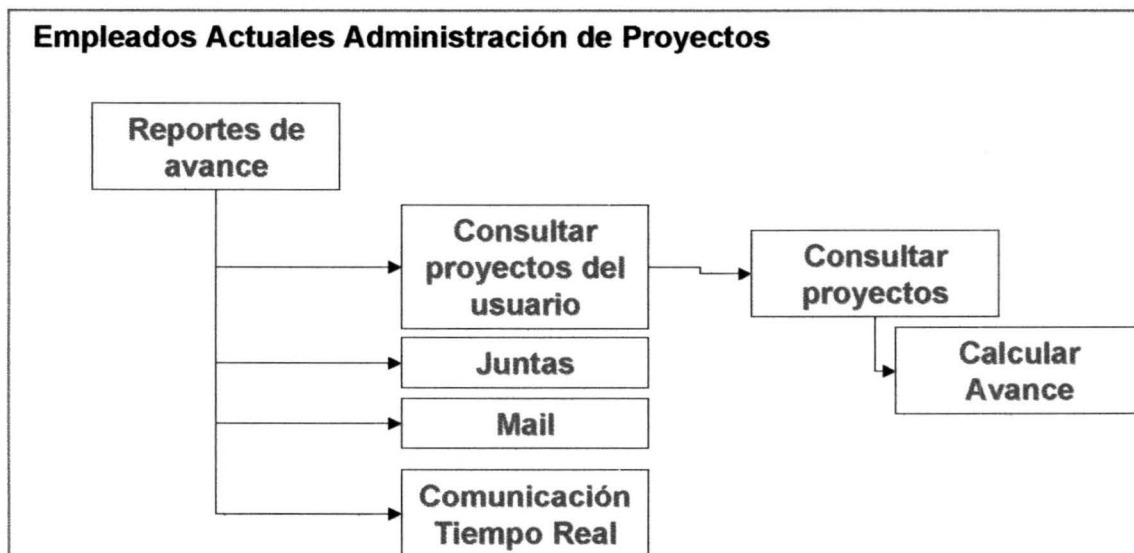 Empleados Actuales Administración de Proyectos
Reportes de
avance
Consultar
proyectos del
usuario
Consultar
proyectos
Juntas
Calcular
Avance
Mail
Comunicación
Tiempo Real